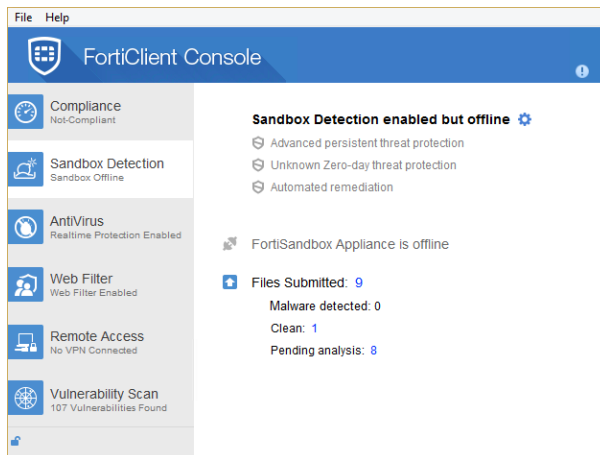 File Help
FortiClient Console
Compliance
Not-Compliant
Sandbox Detection
Sandbox Offline
AntiVirus
Realtime Protection Enabled
Web Filter
Web Filter Enabled
Remote Access
No VPN Connected
Vulnerability Scan
107 Vulnerabilities Found
Sandbox Detection enabled but offline
Advanced persistent threat protection
Unknown Zero-day threat protection
Automated remediation
FortiSandbox Appliance is offline
Files Submitted: 9
Malware detected: 0
Clean: 1
Pending analysis: 8